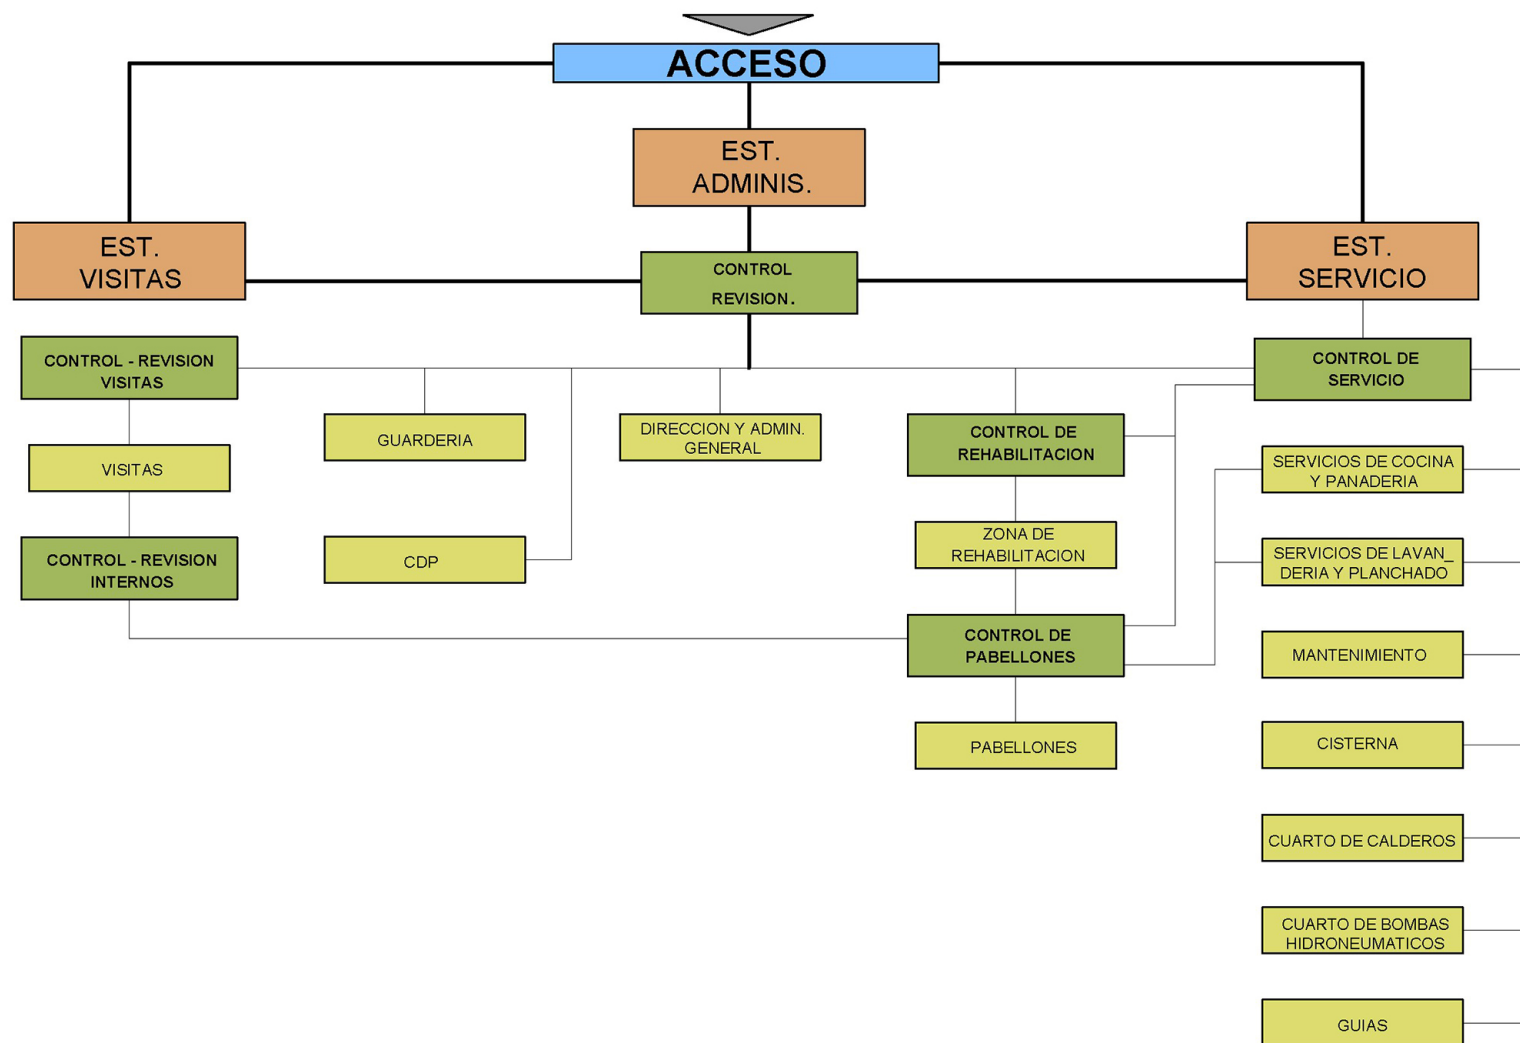 ACCESO
EST.
ADMINIS.
EST.
VISITAS
EST.
SERVICIO
CONTROL
REVISION.
CONTROL - REVISION
VISITAS
CONTROL DE
SERVICIO
GUARDERIA
DIRECCION Y ADMIN.
GENERAL
CONTROL DE
REHABILITACION
VISITAS
SERVICIOS DE COCINA
Y PANADERIA
CONTROL - REVISION
INTERNOS
CDP
ZONA DE
REHABILITACION
SERVICIOS DE LAVAN_
DERIA Y PLANCHADO
CONTROL DE
PABELLONES
MANTENIMIENTO
PABELLONES
CISTERNA
CUARTO DE CALDEROS
CUARTO DE BOMBAS
HIDRONEUMATICOS
GUIAS